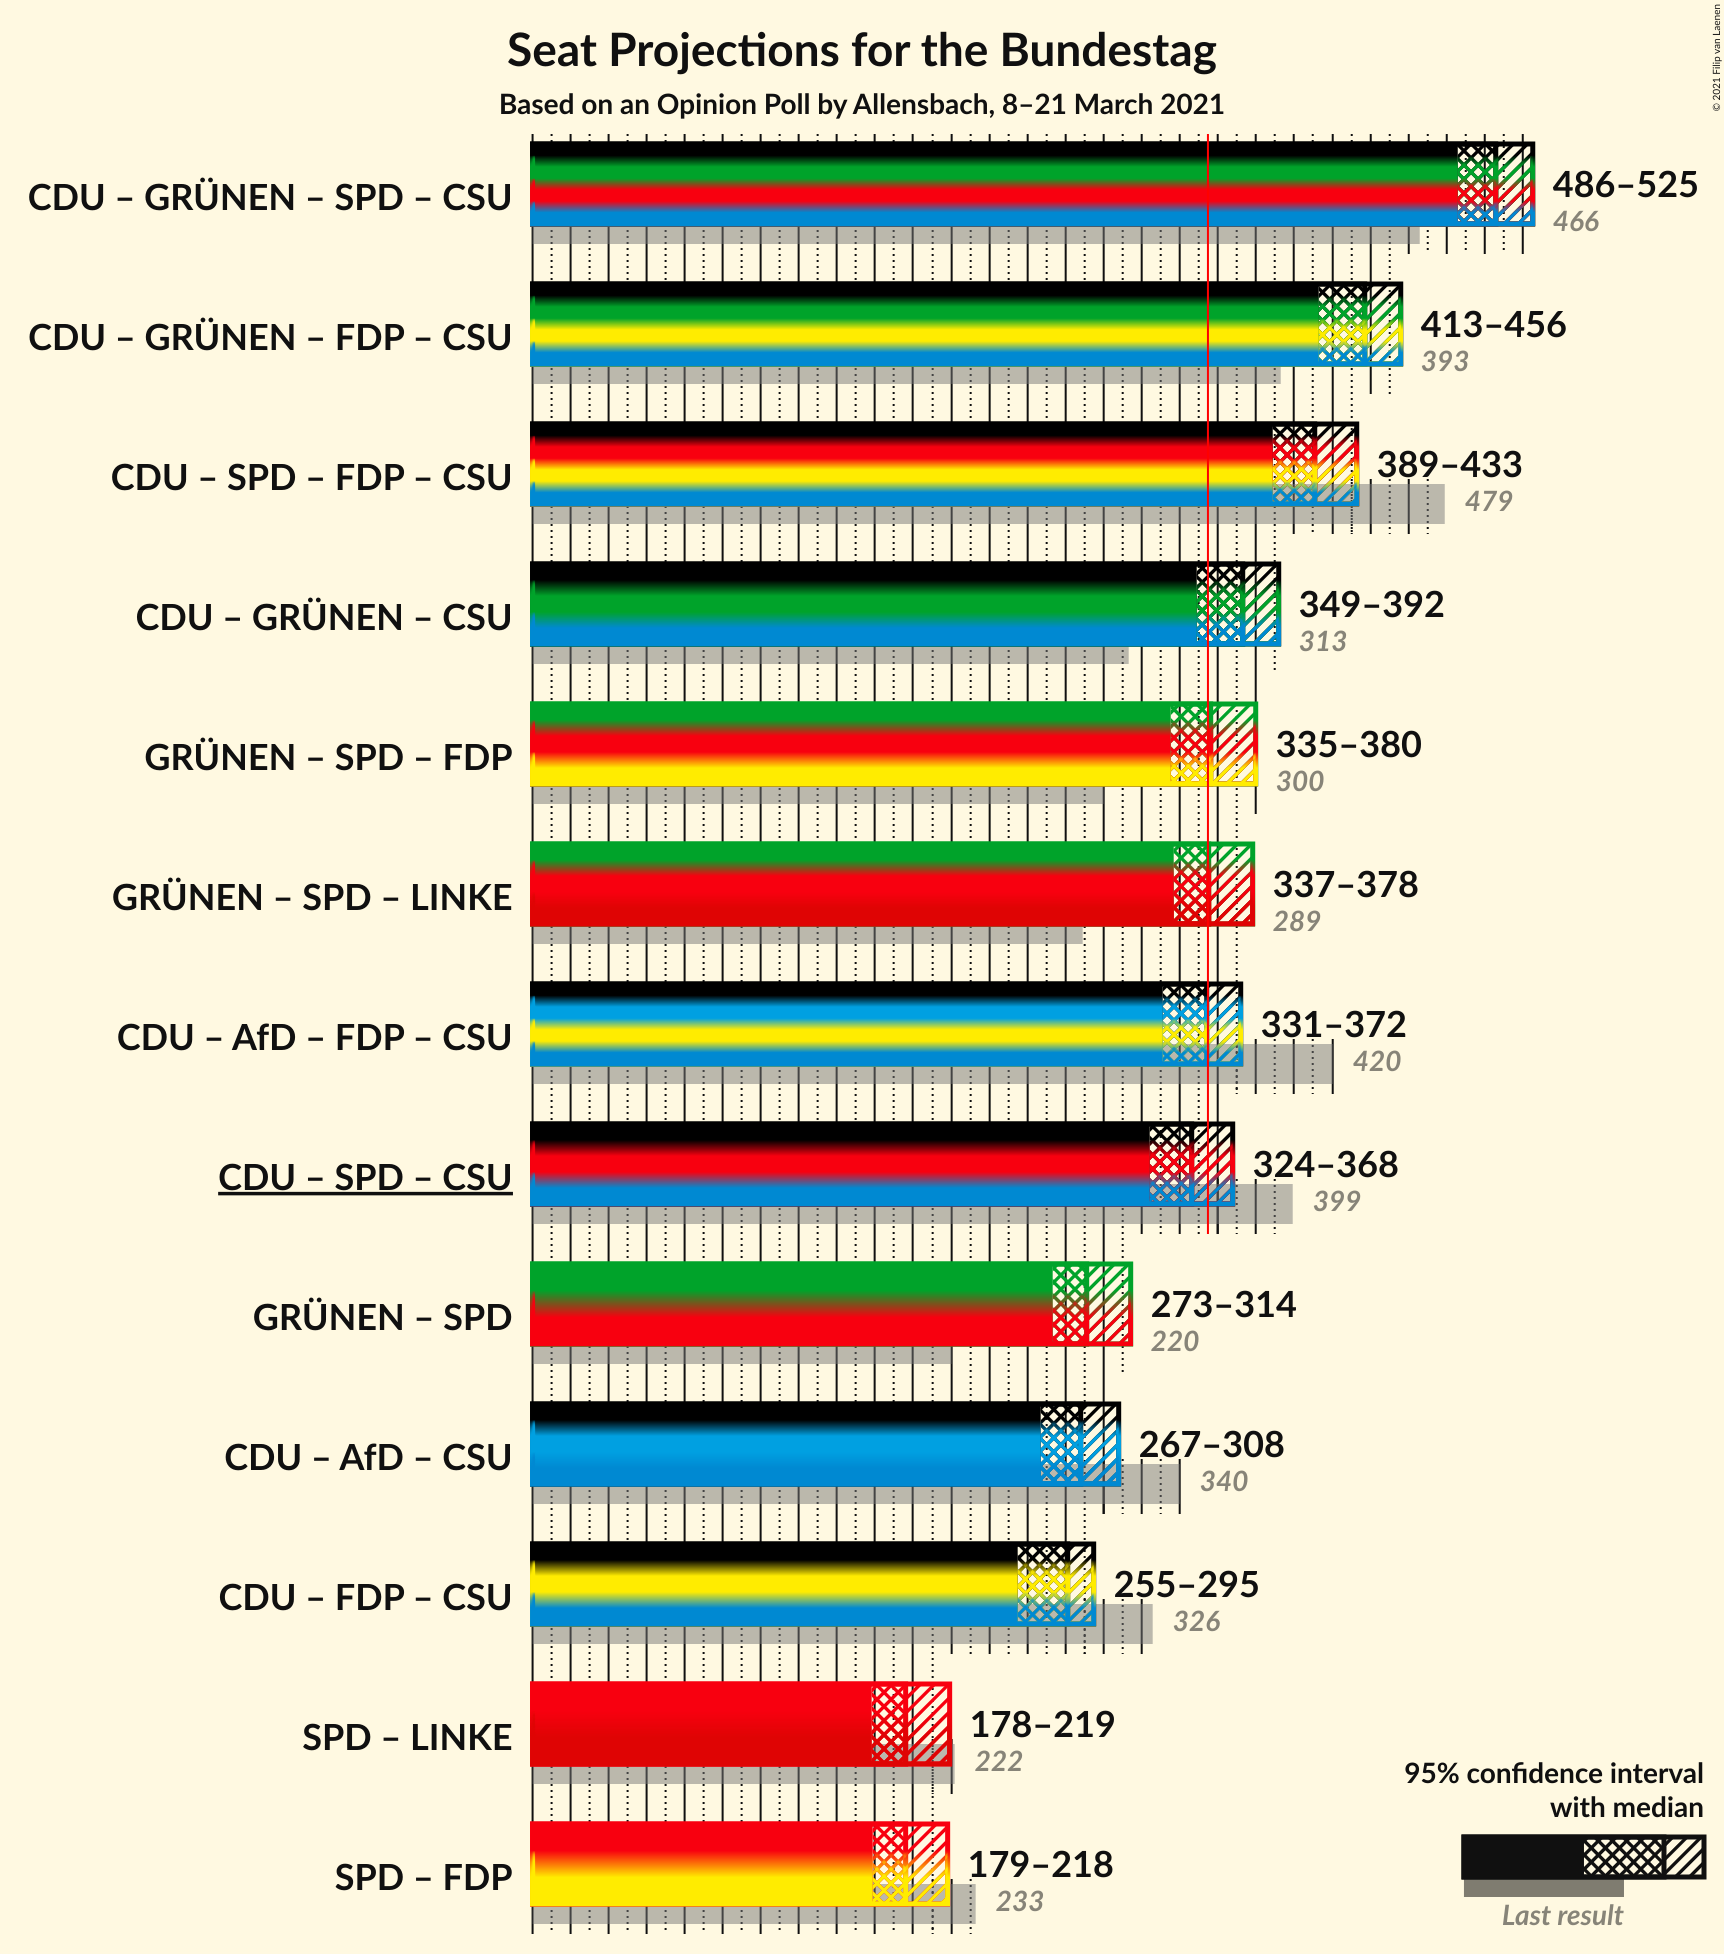 Seat Projections for the Bundestag
Based on an Opinion Poll by Allensbach, 8–21 March 2021
© 2021 Filip van Laenen
CDU – GRÜNEN – SPD – CSU
486–525
466
CDU – GRÜNEN – FDP – CSU
413–456
393
CDU – SPD – FDP – CSU
389–433
479
CDU – GRÜNEN – CSU
349–392
313
GRÜNEN – SPD – FDP
335–380
300
GRÜNEN – SPD – LINKE
337–378
289
CDU – AfD – FDP – CSU
331–372
420
CDU – SPD – CSU
324–368
399
GRÜNEN – SPD
273–314
220
CDU – AfD – CSU
267–308
340
CDU – FDP – CSU
255–295
326
SPD – LINKE
178–219
222
SPD – FDP
179–218
233
95% confidence interval
with median
Last result